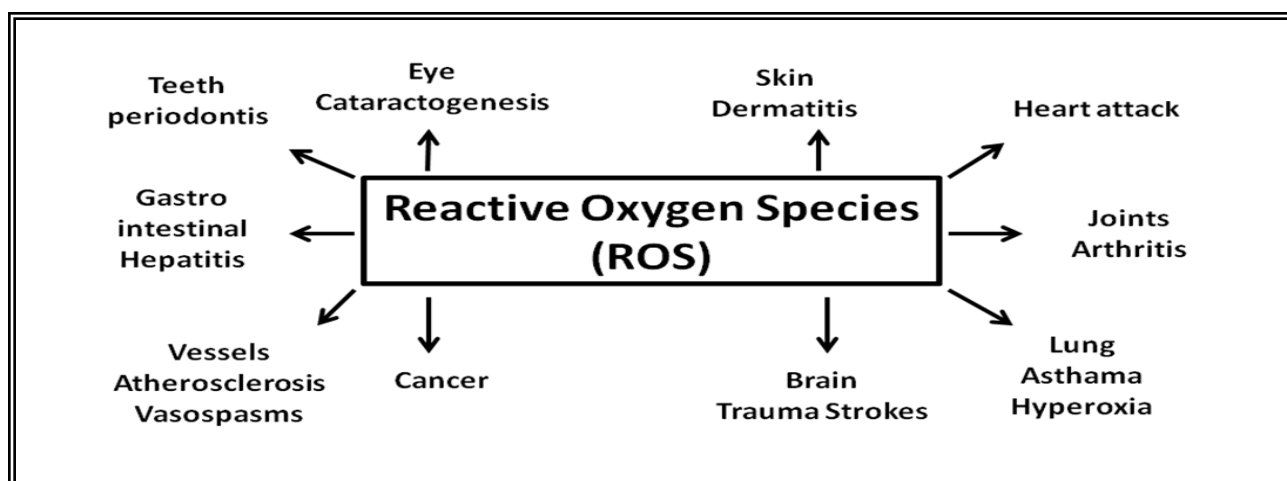 Teeth
periodontis
Eye
Cataractogenesis
Skin
Dermatitis
Heart attack
Reactive Oxygen Species
(ROS)
Gastro
intestinal
Hepatitis
Joints
Arthritis
Vessels
Atherosclerosis
Vasospasms
Cancer
Brain
Trauma Strokes
Lung
Asthama
Hyperoxia